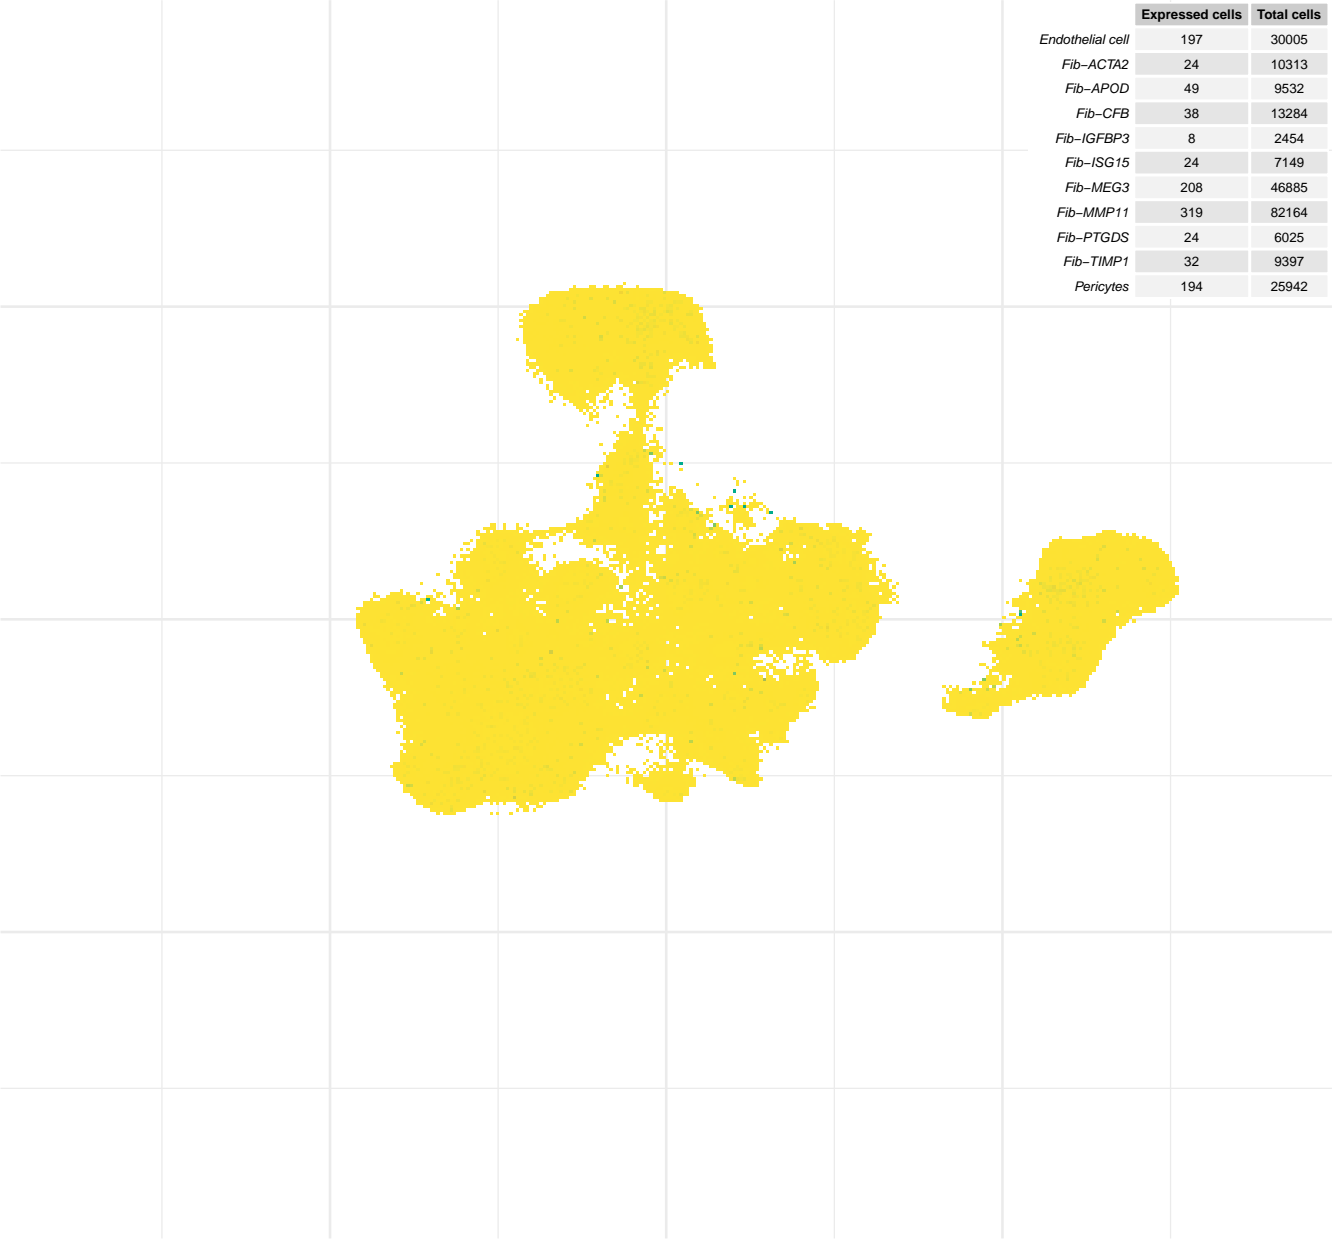 Expressed cells Total cells
Endothelial cell 197 30005
Fib−ACTA2 24 10313
Fib−APOD 49 9532
Fib−CFB 38 13284
Fib−IGFBP3 8 2454
Fib−ISG15 24 7149
Fib−MEG3 208 46885
Fib−MMP11 319 82164
Fib−PTGDS 24 6025
Fib−TIMP1 32 9397
Pericytes 194 25942